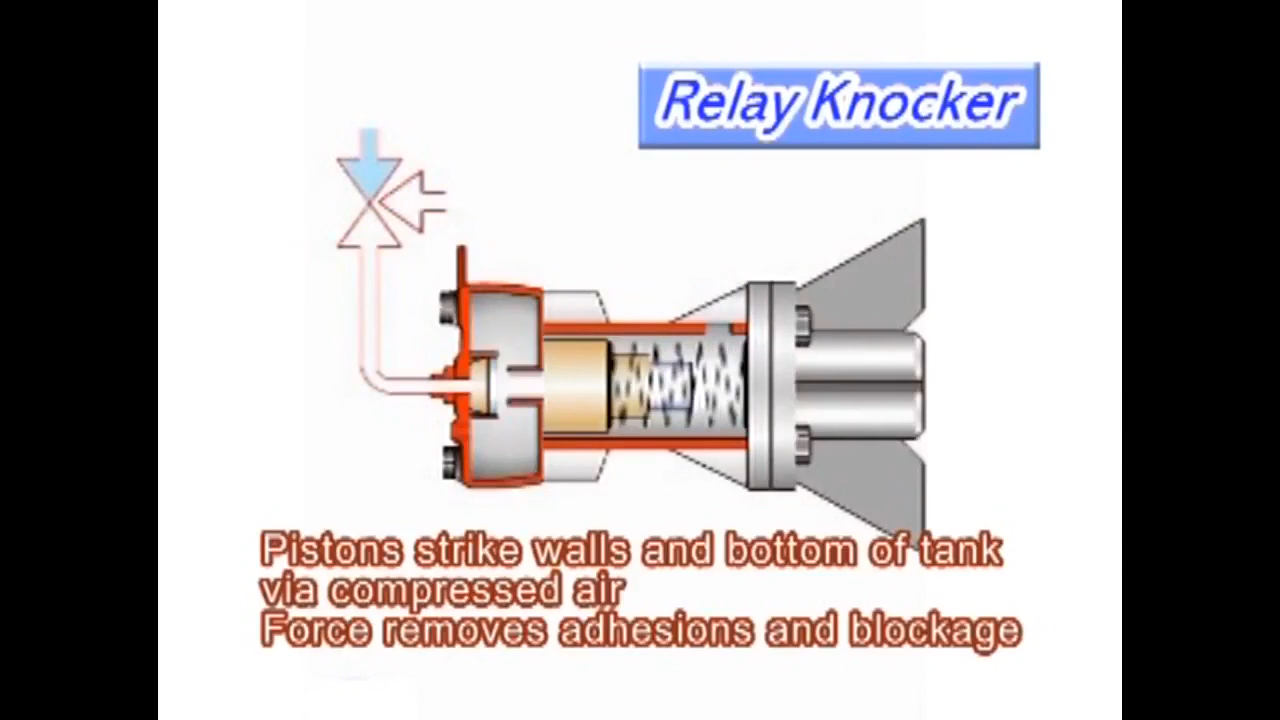 Relay Knocker
Pistons strike walls and bottom of tank
via compressed air
Force removes adhesions and blockage